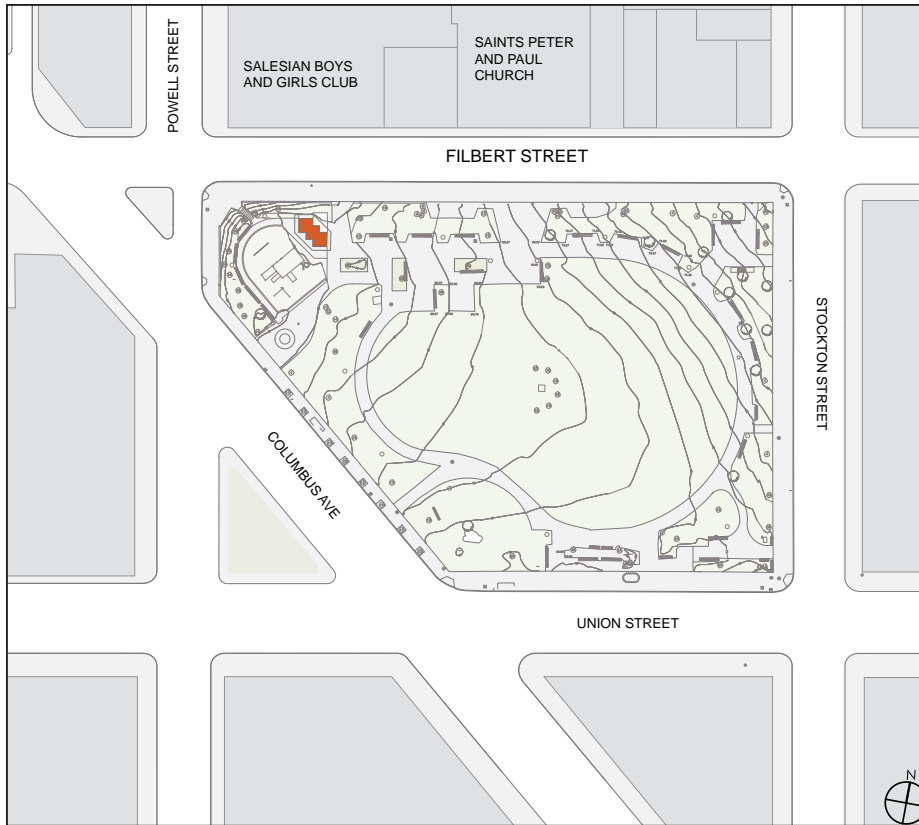 POWELL STREET
SALESIAN BOYS
AND GIRLS CLUB
SAINTS PETER
AND PAUL
CHURCH
FILBERT STREET
STOCKTON STREET
COLUMBUS AVE
UNION STREET
N